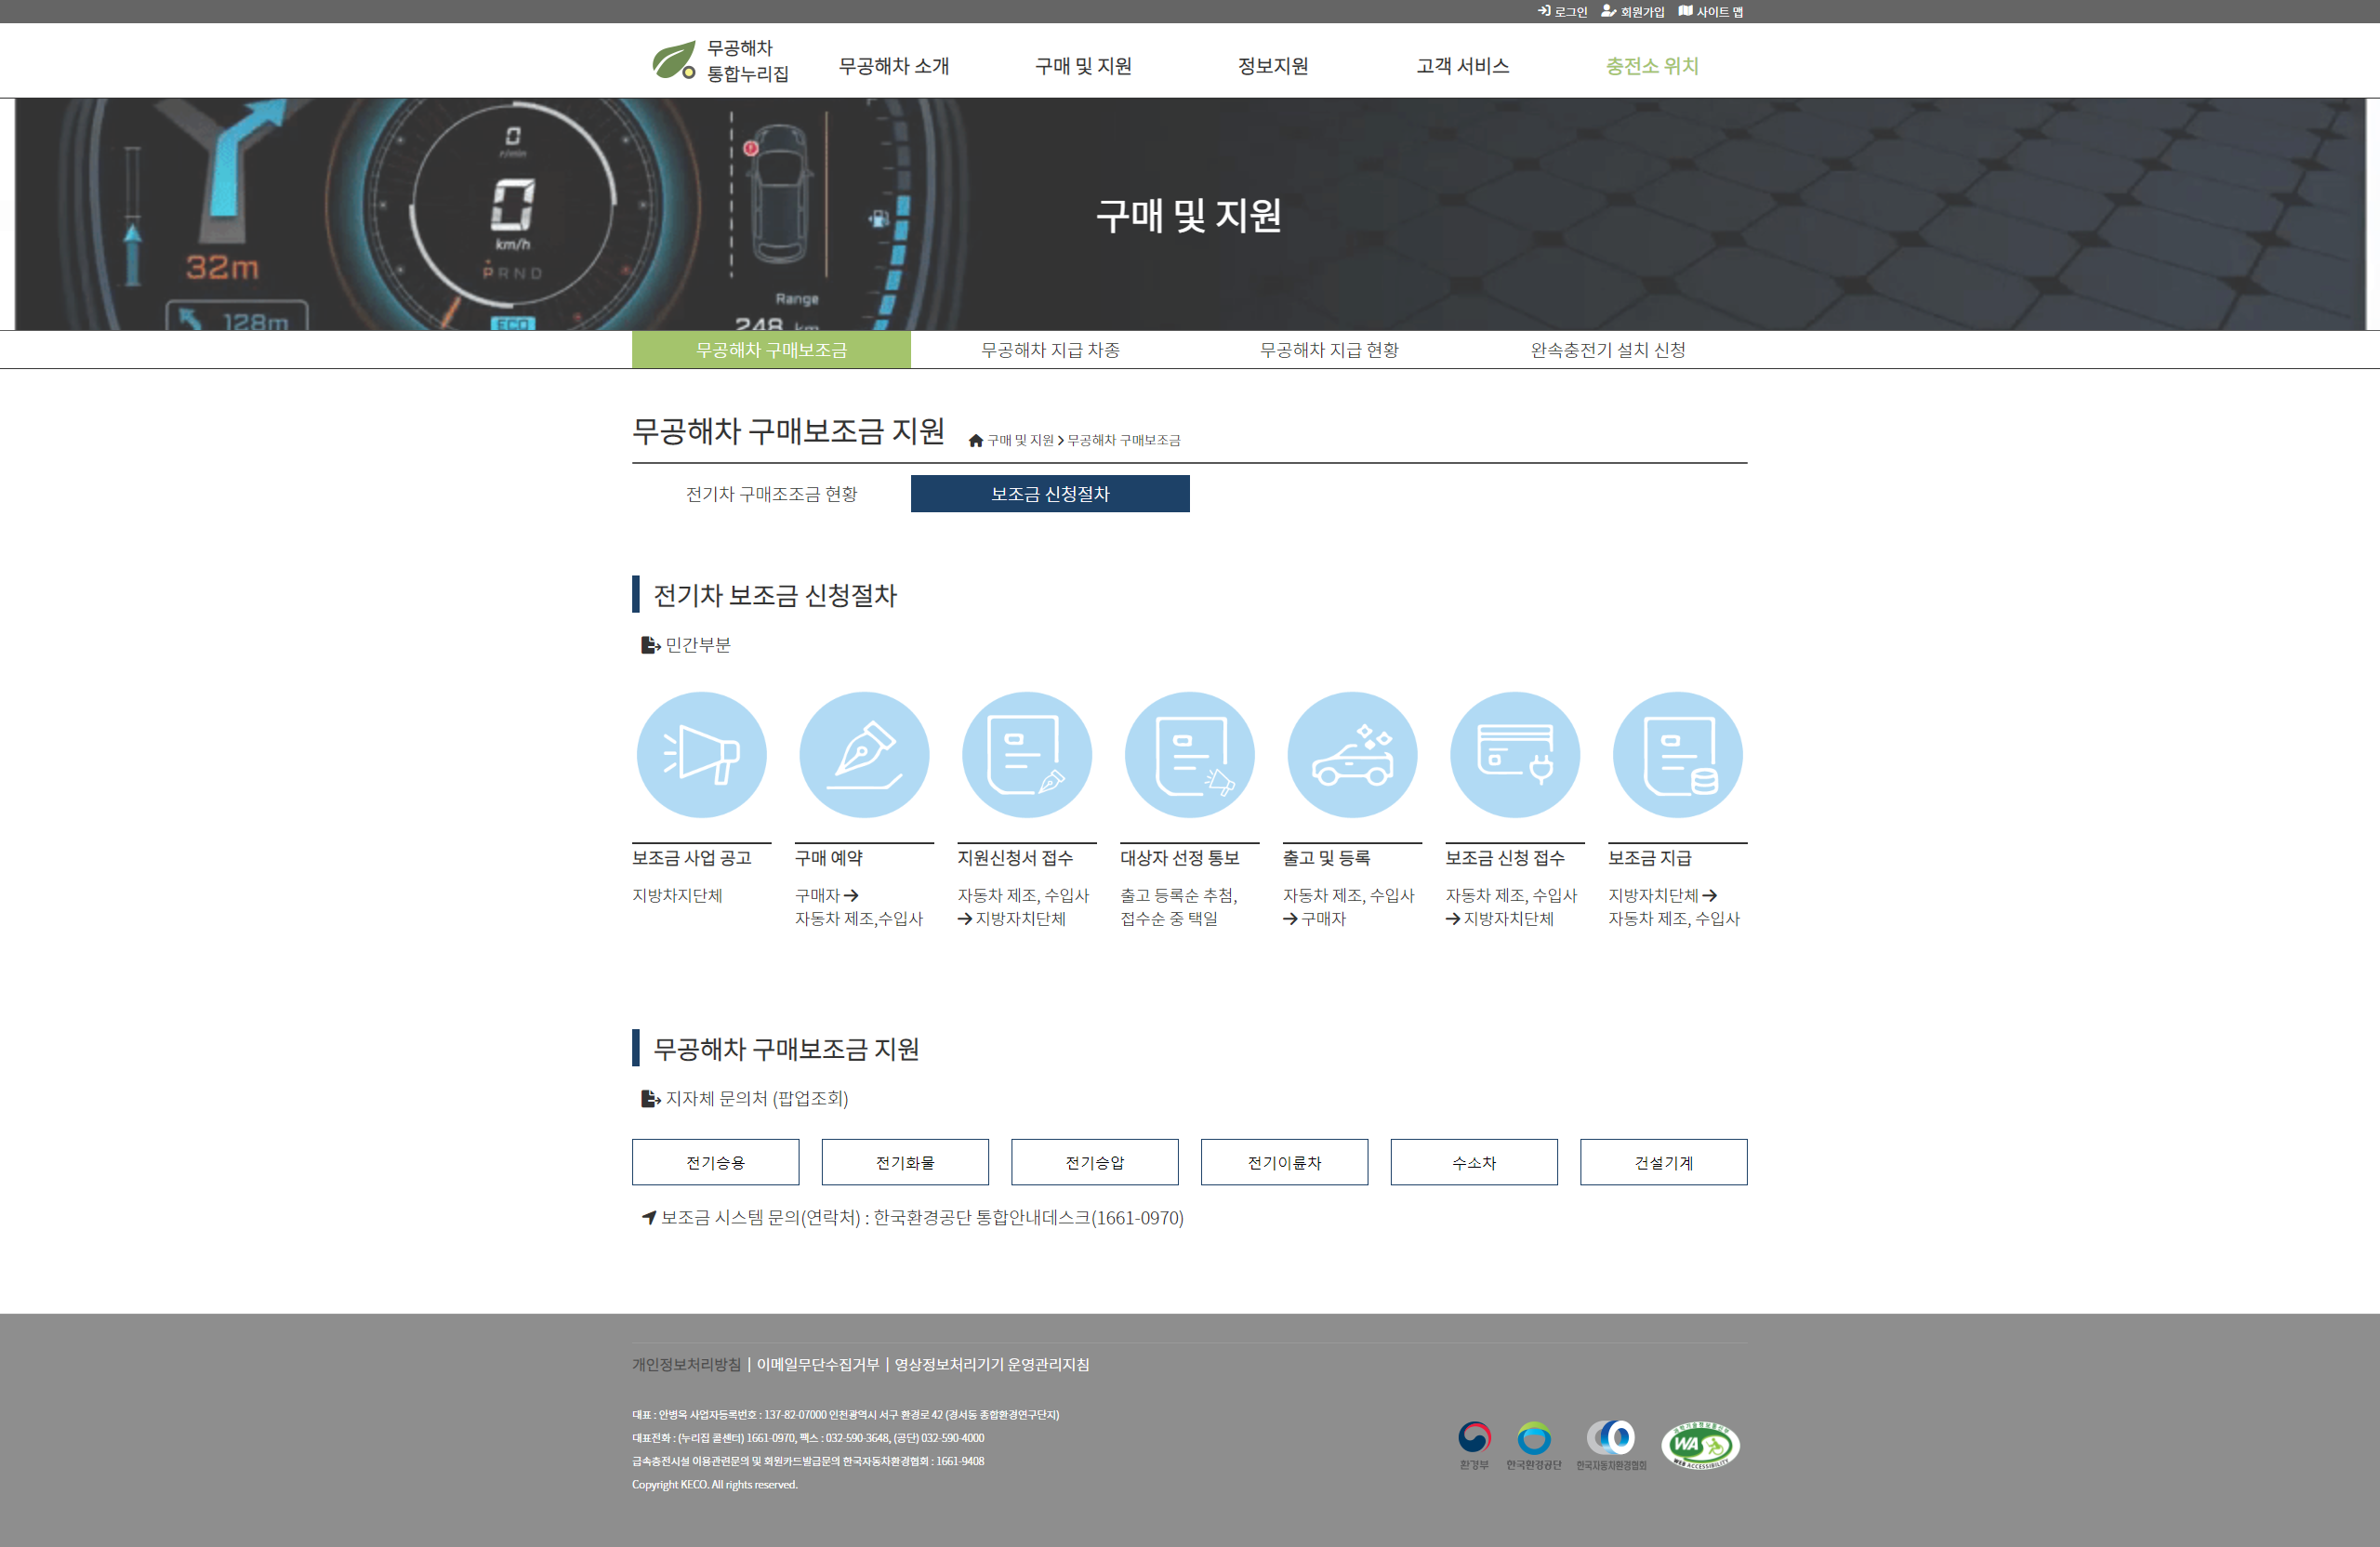 로그인 회원가입 사이트 맵
무공해차
통합누리집
무공해차 소개 구매 및 지원 정보지원 고객 서비스 충전소 위치
0
r/min
0
km/h
PRND
ECO
32m
128m
Range
248 km
구매 및 지원
무공해차 구매보조금 무공해차 지급 차종 무공해차 지급 현황 완속충전기 설치 신청
무공해차 구매보조금 지원 구매 및 지원 > 무공해차 구매보조금
전기차 구매조조금 현황 보조금 신청절차
전기차 보조금 신청절차
민간부분
보조금 사업 공고
지방차지단체
구매 예약
구매자 →
자동차 제조,수입사
지원신청서 접수
자동차 제조, 수입사
→ 지방자치단체
대상자 선정 통보
출고 등록순 추첨,
접수순 중 택일
출고 및 등록
자동차 제조, 수입사
→ 구매자
보조금 신청 접수
자동차 제조, 수입사
→ 지방자치단체
보조금 지급
지방자치단체 →
자동차 제조, 수입사
무공해차 구매보조금 지원
지자체 문의처 (팝업조회)
전기승용 전기화물 전기승압 전기이륜차 수소차 건설기계
보조금 시스템 문의(연락처) : 한국환경공단 통합안내데스크(1661-0970)
개인정보처리방침 | 이메일무단수집거부 | 영상정보처리기기 운영관리지침
대표 : 안병옥 사업자등록번호 : 137-82-07000 인천광역시 서구 환경로 42 (경서동 종합환경연구단지)
대표전화 : (누리집 콜센터) 1661-0970, 팩스 : 032-590-3648, (공단) 032-590-4000
급속충전시설 이용관련문의 및 회원카드발급문의 한국자동차환경협회 : 1661-9408
Copyright KECO. All rights reserved.
환경부 한국환경공단 한국자동차환경협회
WA
WEB ACCESSIBILITY